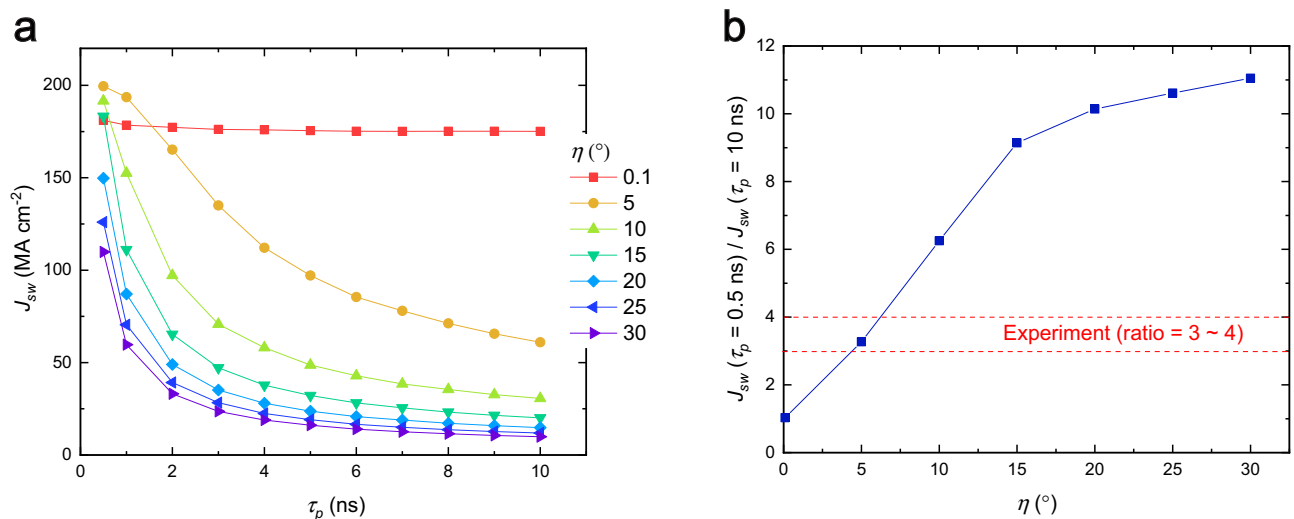 a
J_sw (MA cm⁻²)
200
150
100
50
0
0 2 4 6 8 10
τ_p (ns)
η (°)
0.1
5
10
15
20
25
30
b
J_sw (τ_p = 0.5 ns) / J_sw (τ_p = 10 ns)
12
10
8
6
4
2
0
Experiment (ratio = 3 ~ 4)
0 5 10 15 20 25 30
η (°)